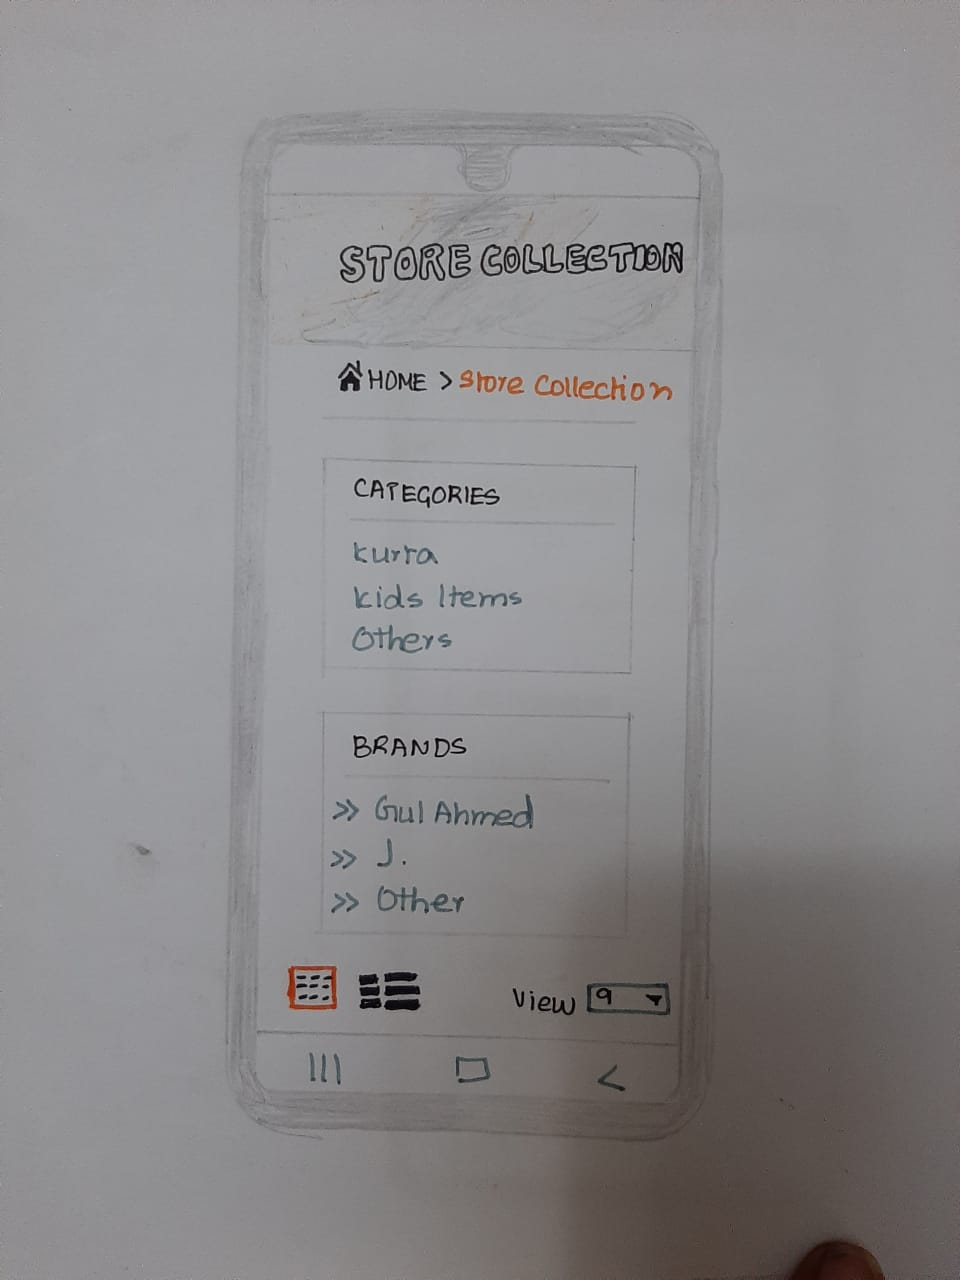 STORE COLLECTION
HOME > Store Collection
CATEGORIES
Kurta
Kids Items
Others
BRANDS
>> Gul Ahmed
>> J.
>> Other
View 9